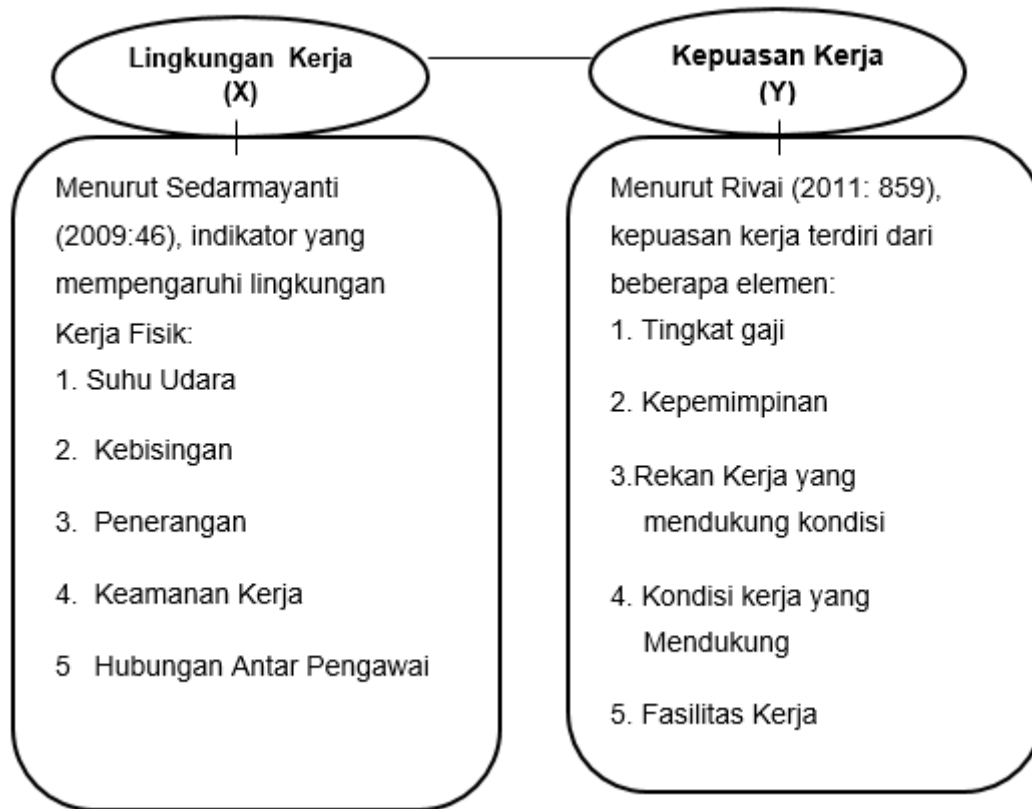 Lingkungan Kerja
(X)
Menurut Sedarmayanti
(2009:46), indikator yang
mempengaruhi lingkungan
Kerja Fisik:
1. Suhu Udara
2. Kebisingan
3. Penerangan
4. Keamanan Kerja
5 Hubungan Antar Pengawai
Kepuasan Kerja
(Y)
Menurut Rivai (2011: 859),
kepuasan kerja terdiri dari
beberapa elemen:
1. Tingkat gaji
2. Kepemimpinan
3.Rekan Kerja yang
mendukung kondisi
4. Kondisi kerja yang
Mendukung
5. Fasilitas Kerja